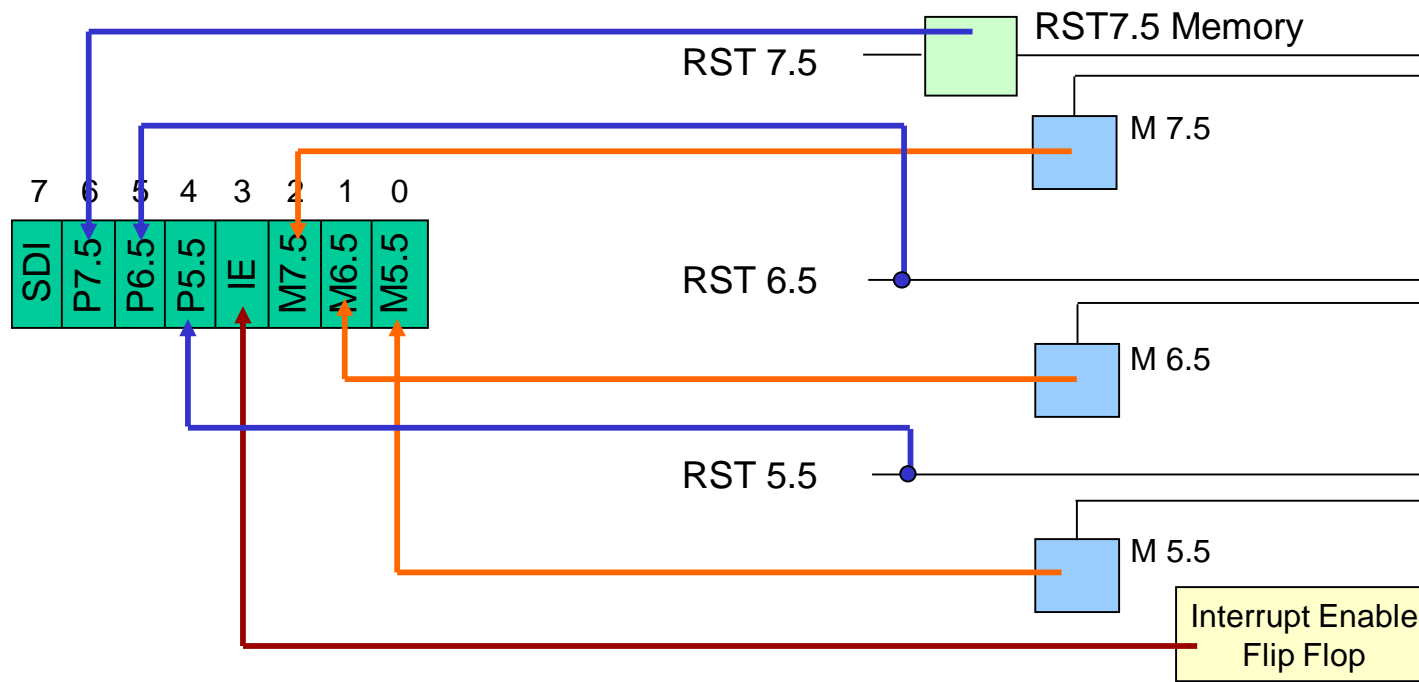 RST7.5 Memory
RST 7.5
M 7.5
7 6 5 4 3 2 1 0
SDI
P7.5
P6.5
P5.5
IE
M7.5
M6.5
M5.5
RST 6.5
M 6.5
RST 5.5
M 5.5
Interrupt Enable
Flip Flop